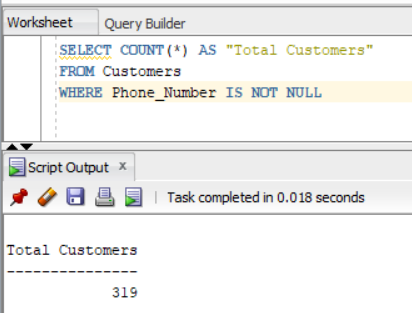 Worksheet Query Builder
SELECT COUNT(*) AS "Total Customers"
FROM Customers
WHERE Phone_Number IS NOT NULL
Script Output x
Task completed in 0.018 seconds
Total Customers
---------------
319